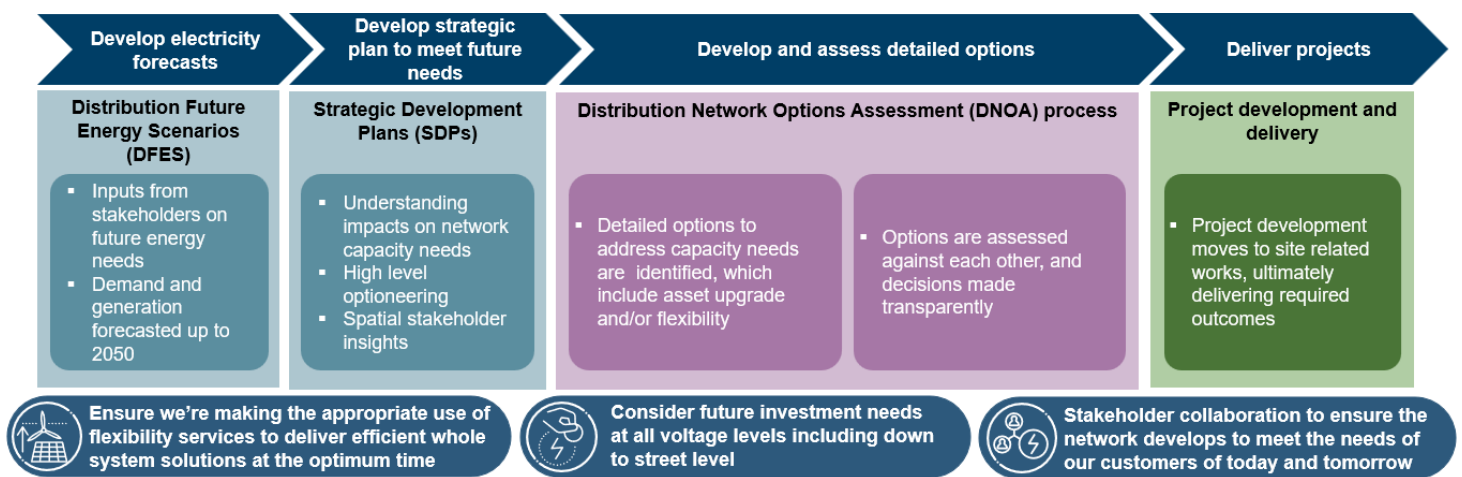 Develop electricity
forecasts
Develop strategic
plan to meet future
needs
Develop and assess detailed options
Deliver projects
Distribution Future
Energy Scenarios
(DFES)
▪ Inputs from
stakeholders on
future energy
needs
▪ Demand and
generation
forecasted up to
2050
Strategic Development
Plans (SDPs)
▪ Understanding
impacts on network
capacity needs
▪ High level
optioneering
▪ Spatial stakeholder
insights
Distribution Network Options Assessment (DNOA) process
▪ Detailed options to
address capacity needs
are identified, which
include asset upgrade
and/or flexibility
▪ Options are assessed
against each other, and
decisions made
transparently
Project development and
delivery
▪ Project development
moves to site related
works, ultimately
delivering required
outcomes
Ensure we're making the appropriate use of
flexibility services to deliver efficient whole
system solutions at the optimum time
Consider future investment needs
at all voltage levels including down
to street level
Stakeholder collaboration to ensure the
network develops to meet the needs of
our customers of today and tomorrow